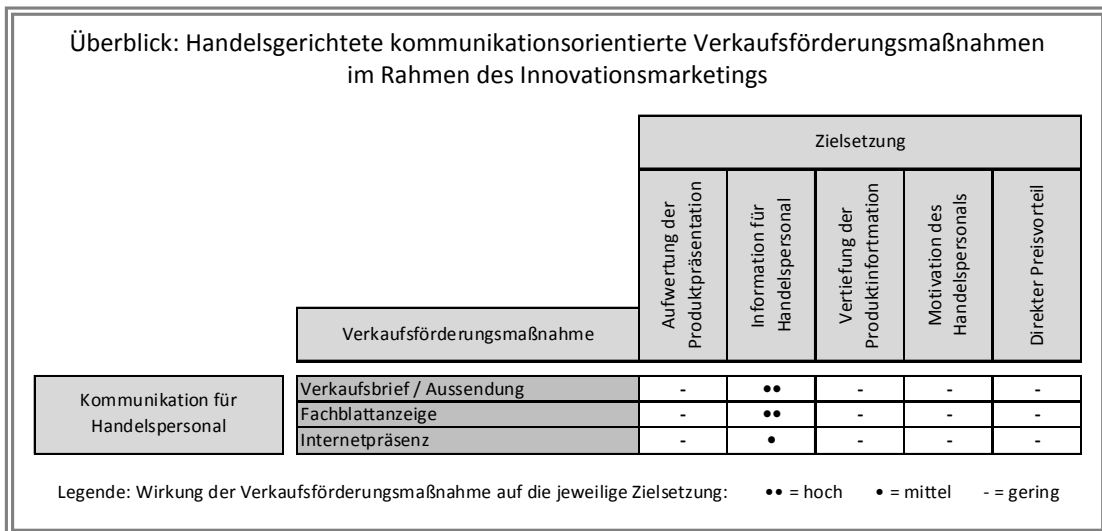 Überblick: Handelsgerichtete kommunikationsorientierte Verkaufsförderungsmaßnahmen
im Rahmen des Innovationsmarketings
Zielsetzung
Aufwertung der
Produktpräsentation
Information für
Handelspersonal
Vertiefung der
Produktinfortmation
Motivation des
Handelspersonals
Direkter Preisvorteil
Verkaufsförderungsmaßnahme
Kommunikation für
Handelspersonal
Verkaufsbrief / Aussendung - •• - - -
Fachblattanzeige - •• - - -
Internetpräsenz - • - - -
Legende: Wirkung der Verkaufsförderungsmaßnahme auf die jeweilige Zielsetzung: •• = hoch • = mittel - = gering